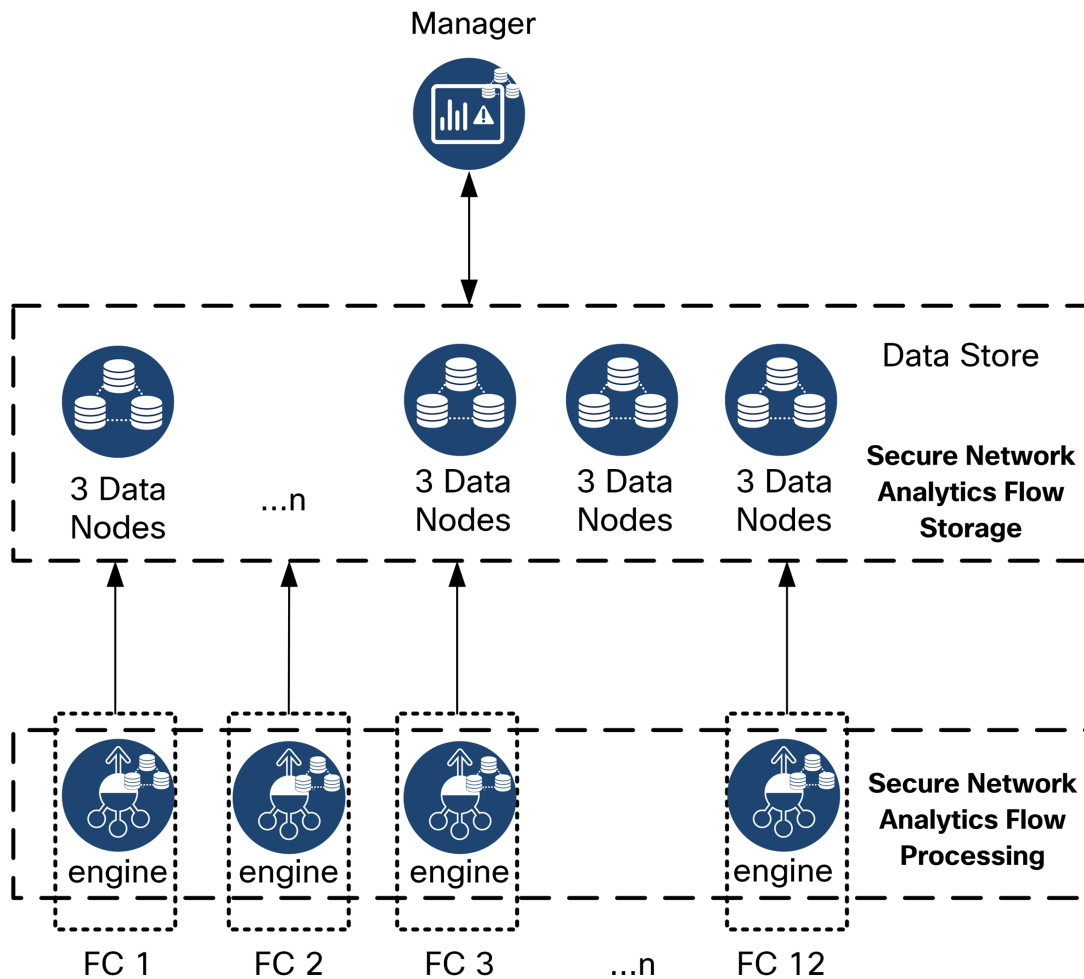 Manager
Data Store
3 Data
Nodes
...n
3 Data
Nodes
3 Data
Nodes
3 Data
Nodes
Secure Network
Analytics Flow
Storage
engine
engine
engine
engine
Secure Network
Analytics Flow
Processing
FC 1
FC 2
FC 3
...n
FC 12